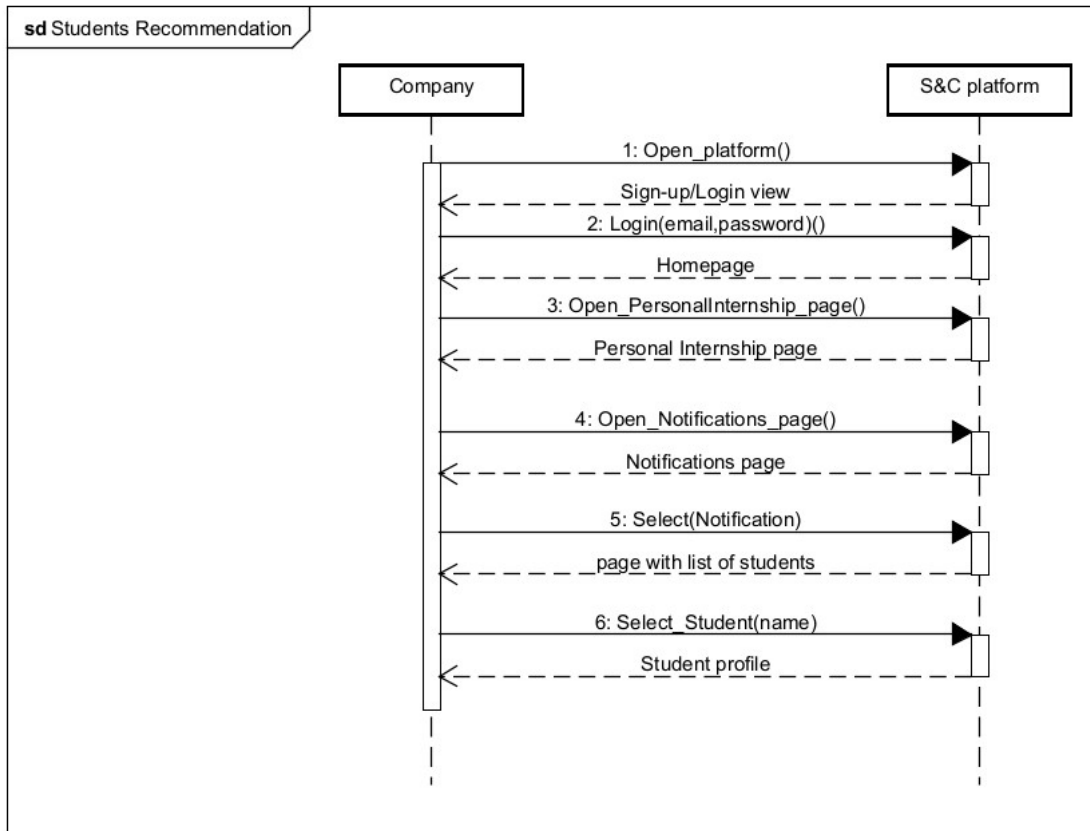 sd Students Recommendation
Company
S&C platform
1: Open_platform()
Sign-up/Login view
2: Login(email,password)()
Homepage
3: Open_PersonalInternship_page()
Personal Internship page
4: Open_Notifications_page()
Notifications page
5: Select(Notification)
page with list of students
6: Select_Student(name)
Student profile